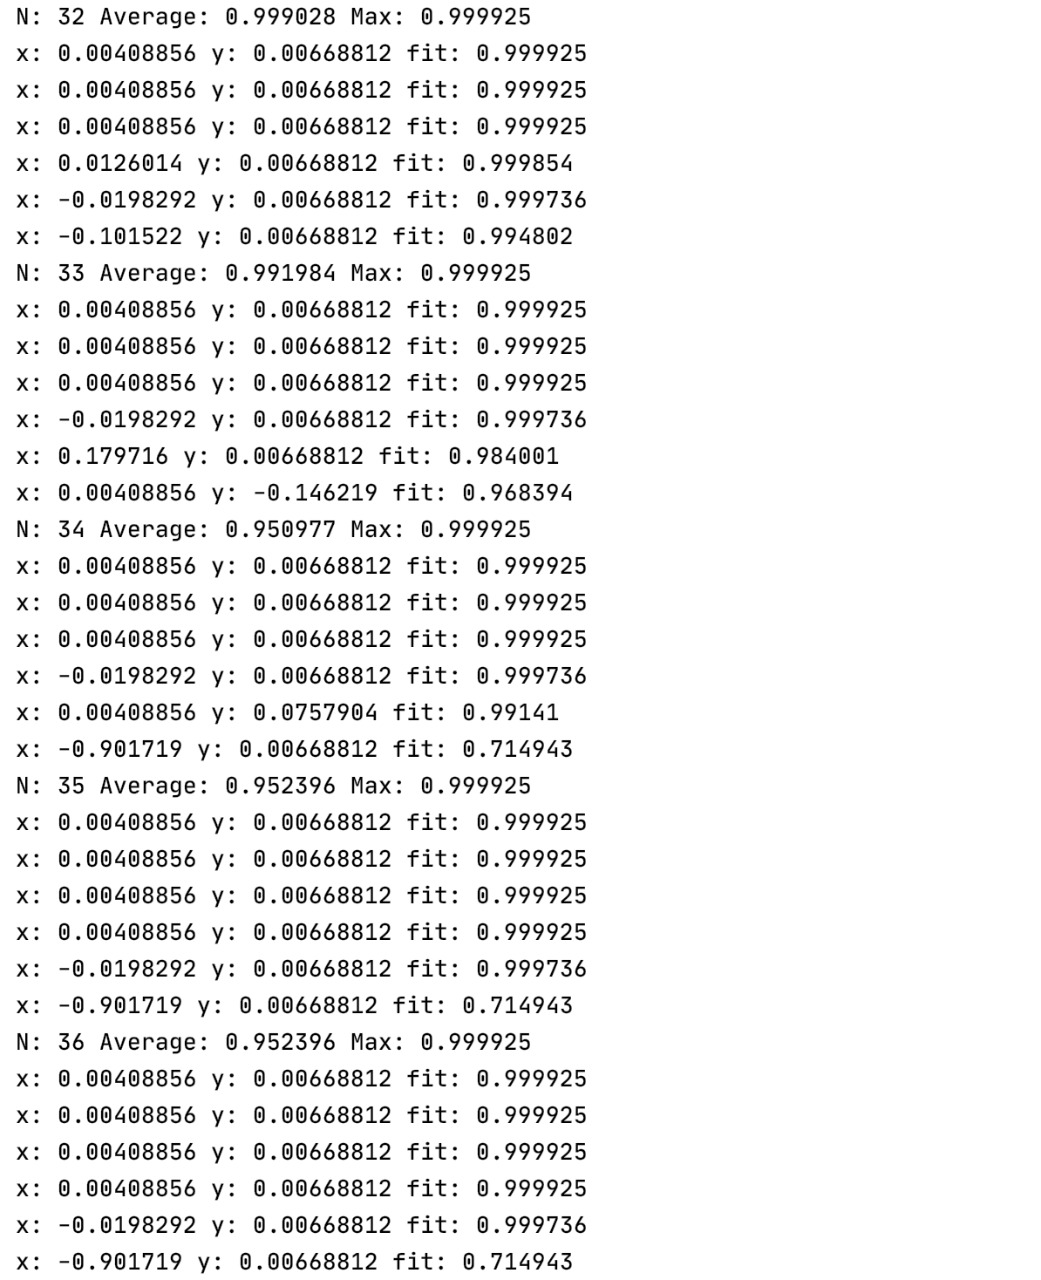 N: 32 Average: 0.999028 Max: 0.999925
x: 0.00408856 y: 0.00668812 fit: 0.999925
x: 0.00408856 y: 0.00668812 fit: 0.999925
x: 0.00408856 y: 0.00668812 fit: 0.999925
x: 0.0126014 y: 0.00668812 fit: 0.999854
x: -0.0198292 y: 0.00668812 fit: 0.999736
x: -0.101522 y: 0.00668812 fit: 0.994802
N: 33 Average: 0.991984 Max: 0.999925
x: 0.00408856 y: 0.00668812 fit: 0.999925
x: 0.00408856 y: 0.00668812 fit: 0.999925
x: 0.00408856 y: 0.00668812 fit: 0.999925
x: -0.0198292 y: 0.00668812 fit: 0.999736
x: 0.179716 y: 0.00668812 fit: 0.984001
x: 0.00408856 y: -0.146219 fit: 0.968394
N: 34 Average: 0.950977 Max: 0.999925
x: 0.00408856 y: 0.00668812 fit: 0.999925
x: 0.00408856 y: 0.00668812 fit: 0.999925
x: 0.00408856 y: 0.00668812 fit: 0.999925
x: -0.0198292 y: 0.00668812 fit: 0.999736
x: 0.00408856 y: 0.0757904 fit: 0.99141
x: -0.901719 y: 0.00668812 fit: 0.714943
N: 35 Average: 0.952396 Max: 0.999925
x: 0.00408856 y: 0.00668812 fit: 0.999925
x: 0.00408856 y: 0.00668812 fit: 0.999925
x: 0.00408856 y: 0.00668812 fit: 0.999925
x: 0.00408856 y: 0.00668812 fit: 0.999925
x: -0.0198292 y: 0.00668812 fit: 0.999736
x: -0.901719 y: 0.00668812 fit: 0.714943
N: 36 Average: 0.952396 Max: 0.999925
x: 0.00408856 y: 0.00668812 fit: 0.999925
x: 0.00408856 y: 0.00668812 fit: 0.999925
x: 0.00408856 y: 0.00668812 fit: 0.999925
x: 0.00408856 y: 0.00668812 fit: 0.999925
x: -0.0198292 y: 0.00668812 fit: 0.999736
x: -0.901719 y: 0.00668812 fit: 0.714943